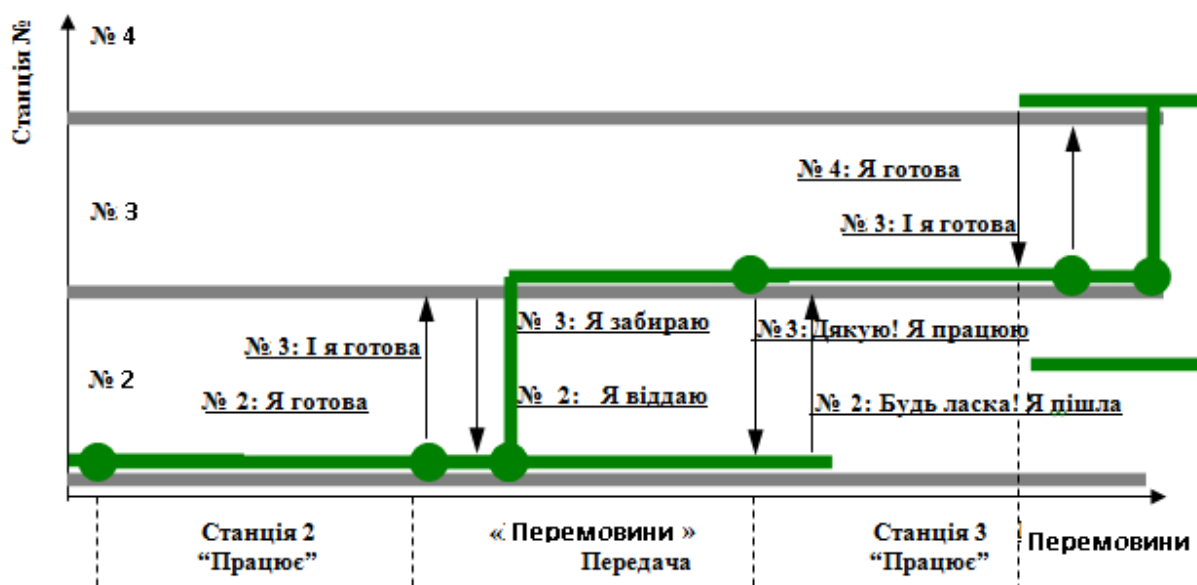 Станція №
№ 4
№ 4: Я готова
№ 3
№ 3: І я готова
№ 3: Я забираю
№ 3: Дякую! Я працюю
№ 3: І я готова
№ 2
№ 2: Я готова
№ 2: Я віддаю
№ 2: Будь ласка! Я пішла
Станція 2
“Працює”
« Перемовини »
Передача
Станція 3
“Працює”
Перемовини